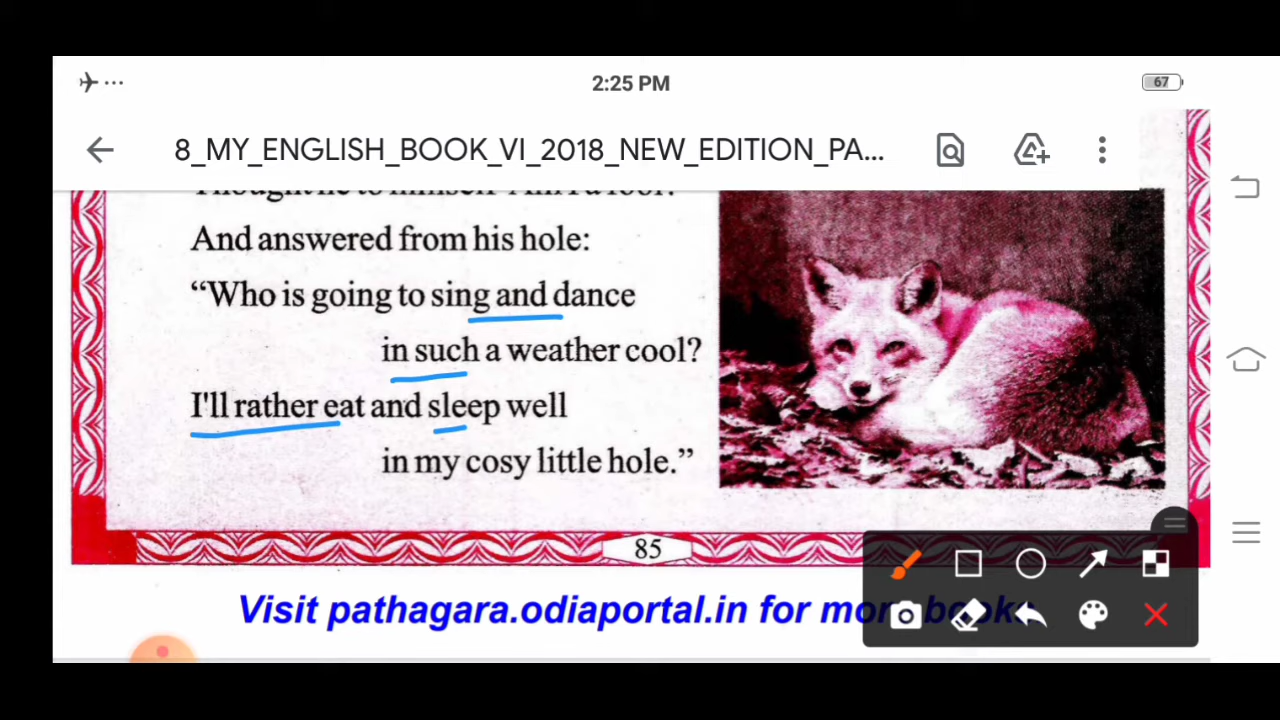 2:25 PM
67
8_MY_ENGLISH_BOOK_VI_2018_NEW_EDITION_PA...
And answered from his hole:
“Who is going to sing and dance
in such a weather cool?
I'll rather eat and sleep well
in my cosy little hole.”
85
Visit pathagara.odiaportal.in for more books